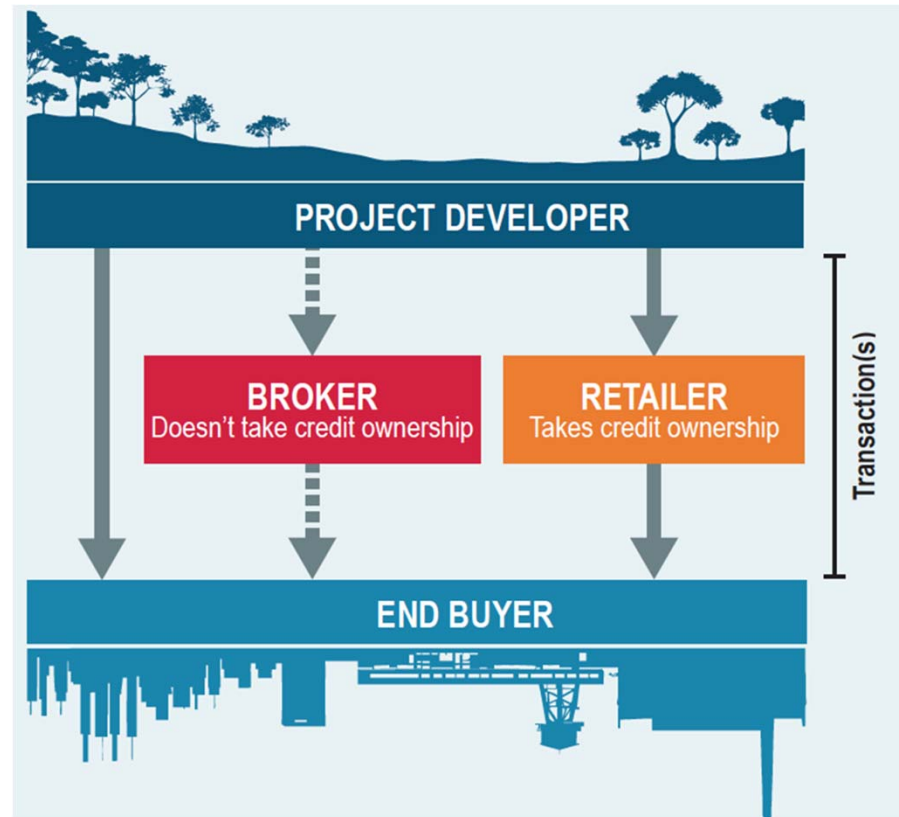 PROJECT DEVELOPER
BROKER
Doesn't take credit ownership
RETAILER
Takes credit ownership
Transaction(s)
END BUYER